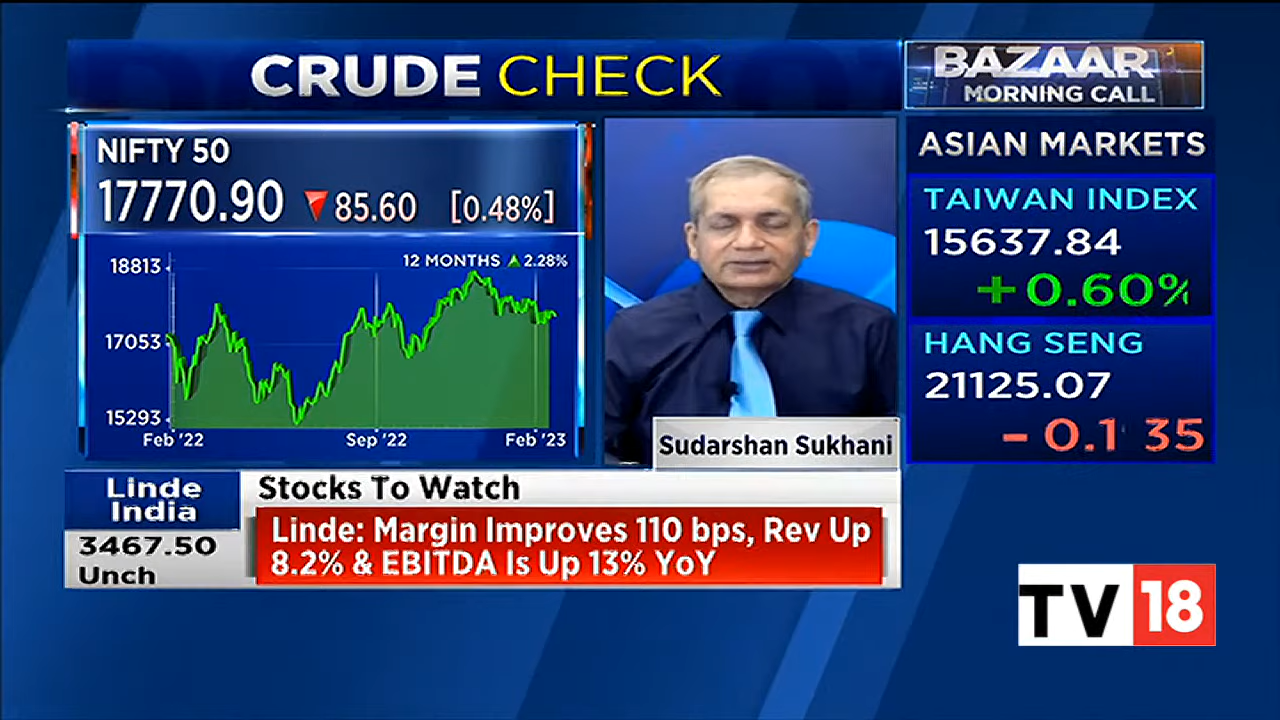 CRUDE CHECK
BAZAAR
MORNING CALL
NIFTY 50
17770.90 ▼85.60 [0.48%]
12 MONTHS ▲2.28%
18813
17053
15293
Feb '22 Sep '22 Feb '23
Sudarshan Sukhani
ASIAN MARKETS
TAIWAN INDEX
15637.84
+0.60%
HANG SENG
21125.07
- 0.1 35
Linde
India
3467.50
Unch
Stocks To Watch
Linde: Margin Improves 110 bps, Rev Up
8.2% & EBITDA Is Up 13% YoY
TV18